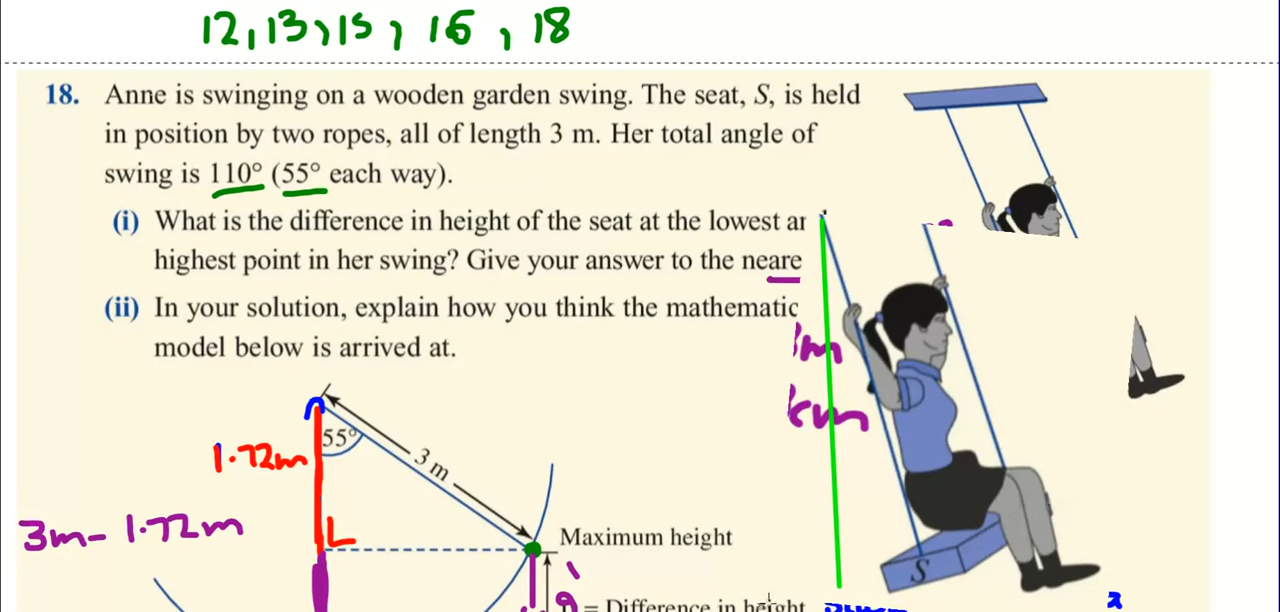 12, 13, 15, 16, 18
18. Anne is swinging on a wooden garden swing. The seat, S, is held
in position by two ropes, all of length 3 m. Her total angle of
swing is 110° (55° each way).
(i) What is the difference in height of the seat at the lowest
highest point in her swing? Give your answer to the
(ii) In your solution, explain how you think the
model below is arrived at.
m
m
55°
3 m
1.72m
3m - 1.72m
L
Maximum height
S
= Difference in height